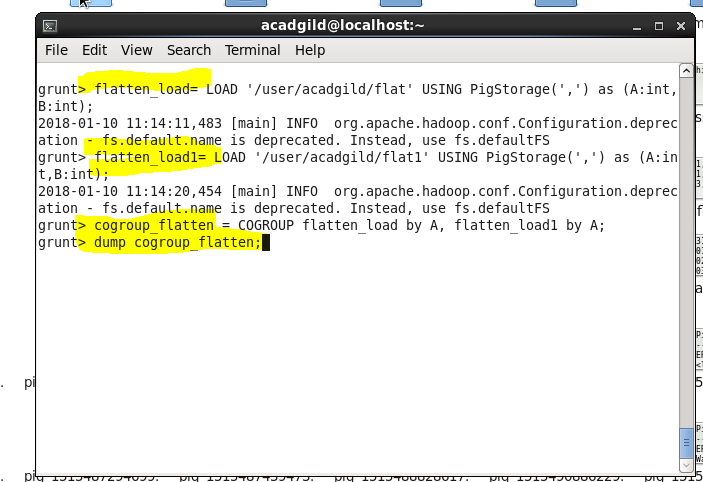 acadgild@localhost:~
File Edit View Search Terminal Help
grunt> flatten_load= LOAD '/user/acadgild/flat' USING PigStorage(',') as (A:int,
B:int);
2018-01-10 11:14:11,483 [main] INFO  org.apache.hadoop.conf.Configuration.deprec
ation - fs.default.name is deprecated. Instead, use fs.defaultFS
grunt> flatten_load1= LOAD '/user/acadgild/flat1' USING PigStorage(',') as (A:in
t,B:int);
2018-01-10 11:14:20,454 [main] INFO  org.apache.hadoop.conf.Configuration.deprec
ation - fs.default.name is deprecated. Instead, use fs.defaultFS
grunt> cogroup_flatten = COGROUP flatten_load by A, flatten_load1 by A;
grunt> dump cogroup_flatten;